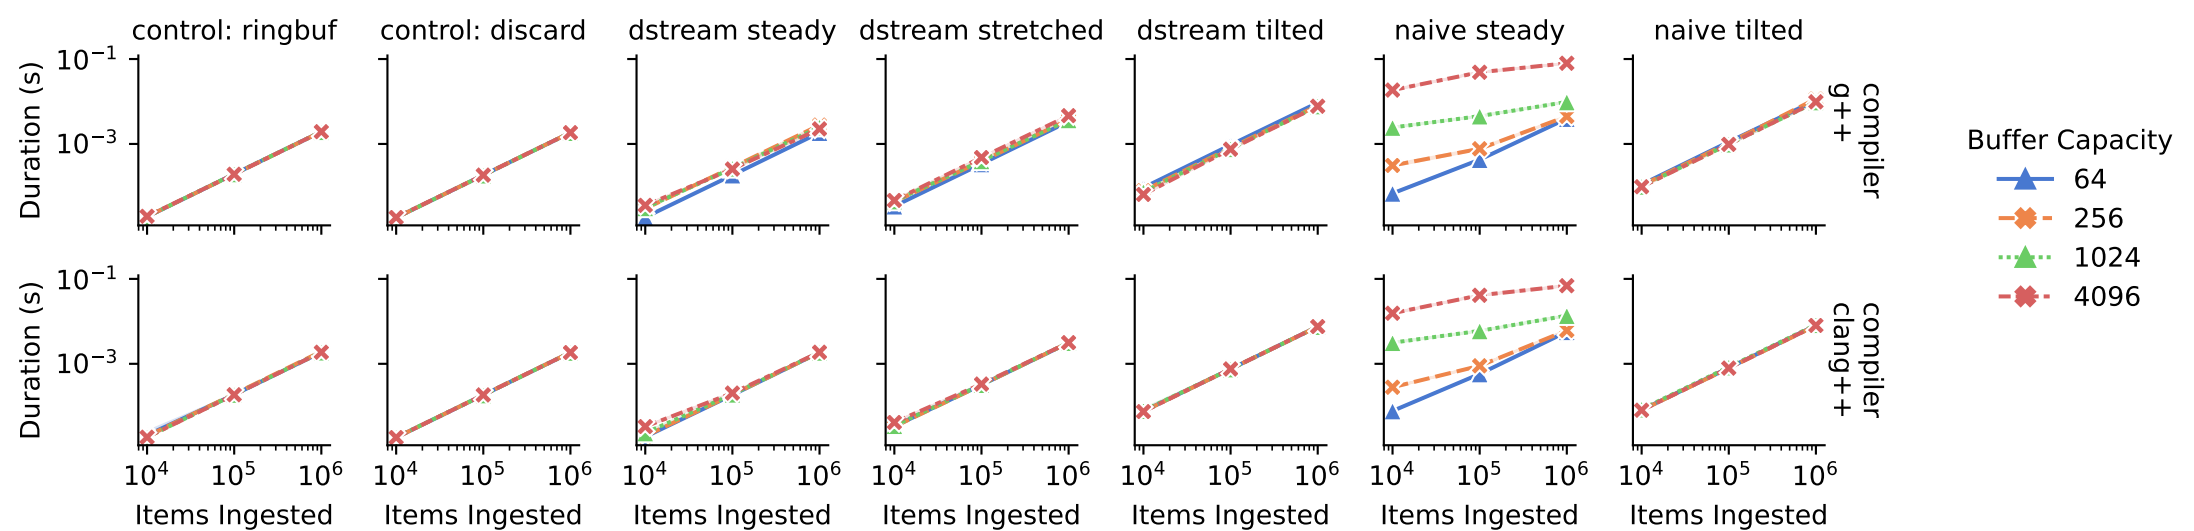 control: ringbuf
control: discard
dstream steady
dstream stretched
dstream tilted
naive steady
naive tilted
Duration (s)
10^-1
10^-3
compiler
g++
Buffer Capacity
64
256
1024
4096
Duration (s)
10^-1
10^-3
compiler
clang++
10^4 10^5 10^6
10^4 10^5 10^6
10^4 10^5 10^6
10^4 10^5 10^6
10^4 10^5 10^6
10^4 10^5 10^6
10^4 10^5 10^6
Items Ingested
Items Ingested
Items Ingested
Items Ingested
Items Ingested
Items Ingested
Items Ingested